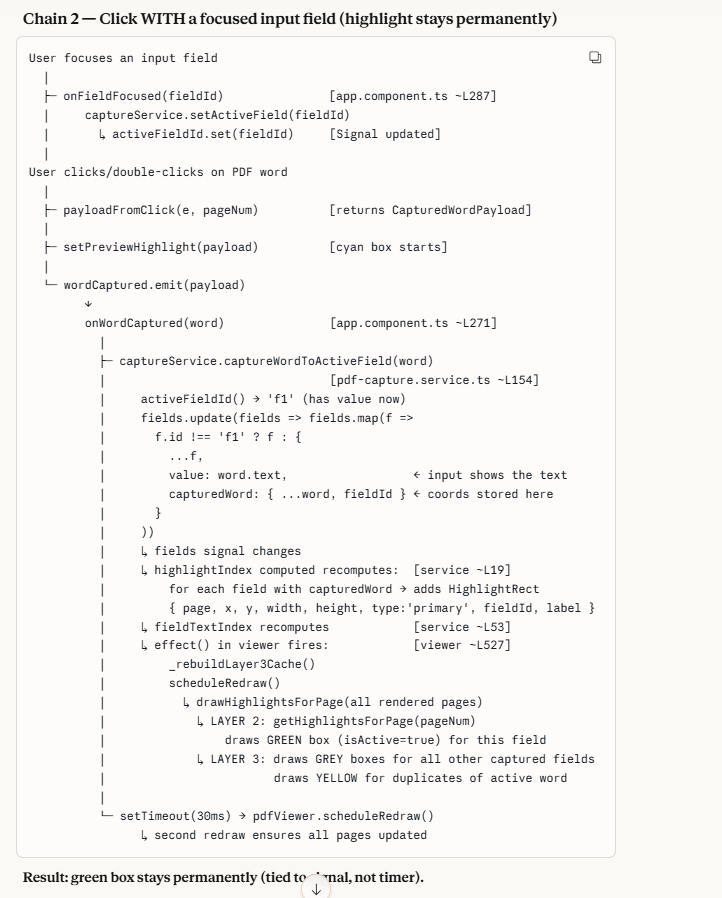 Chain 2 — Click WITH a focused input field (highlight stays permanently)
User focuses an input field
  |
  ├─ onFieldFocused(fieldId)               [app.component.ts ~L287]
  |     captureService.setActiveField(fieldId)
  |       ↳ activeFieldId.set(fieldId)     [Signal updated]
  |
User clicks/double-clicks on PDF word
  |
  ├─ payloadFromClick(e, pageNum)          [returns CapturedWordPayload]
  |
  ├─ setPreviewHighlight(payload)          [cyan box starts]
  |
  └─ wordCaptured.emit(payload)
        ↓
        onWordCaptured(word)               [app.component.ts ~L271]
          |
          ├─ captureService.captureWordToActiveField(word)
          |                                [pdf-capture.service.ts ~L154]
          |     activeFieldId() → 'f1' (has value now)
          |     fields.update(fields => fields.map(f =>
          |       f.id !== 'f1' ? f : {
          |         ...f,
          |         value: word.text,                  ← input shows the text
          |         capturedWord: { ...word, fieldId } ← coords stored here
          |       }
          |     ))
          |     ↳ fields signal changes
          |     ↳ highlightIndex computed recomputes:  [service ~L19]
          |         for each field with capturedWord → adds HighlightRect
          |         { page, x, y, width, height, type:'primary', fieldId, label }
          |     ↳ fieldTextIndex recomputes            [service ~L53]
          |     ↳ effect() in viewer fires:            [viewer ~L527]
          |         _rebuildLayer3Cache()
          |         scheduleRedraw()
          |           ↳ drawHighlightsForPage(all rendered pages)
          |             ↳ LAYER 2: getHighlightsForPage(pageNum)
          |                 draws GREEN box (isActive=true) for this field
          |             ↳ LAYER 3: draws GREY boxes for all other captured fields
          |                        draws YELLOW for duplicates of active word
          |
          └─ setTimeout(30ms) → pdfViewer.scheduleRedraw()
                ↳ second redraw ensures all pages updated
Result: green box stays permanently (tied to signal, not timer).